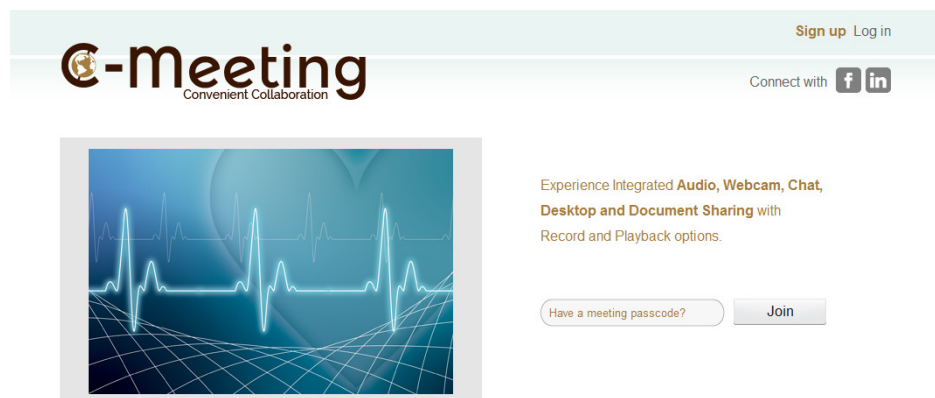 Sign up Log in
C-Meeting
Convenient Collaboration
Connect with f in
Experience Integrated Audio, Webcam, Chat,
Desktop and Document Sharing with
Record and Playback options.
Have a meeting passcode? Join